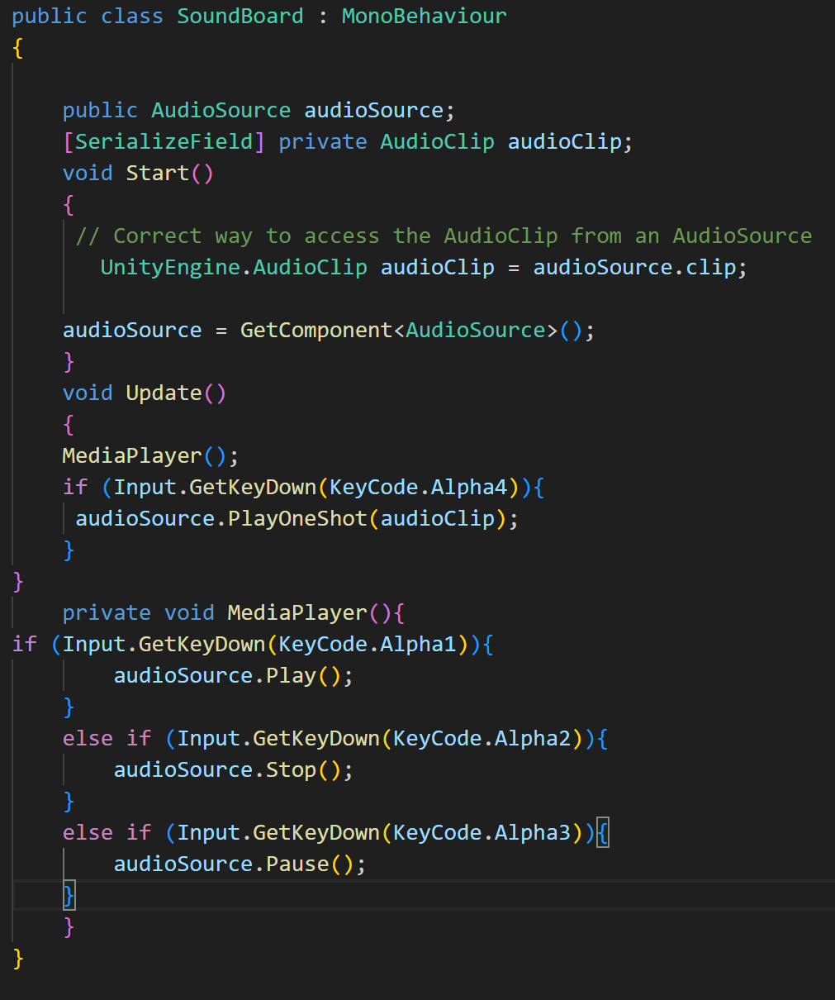 public class SoundBoard : MonoBehaviour
{
public AudioSource audioSource;
[SerializeField] private AudioClip audioClip;
void Start()
{
// Correct way to access the AudioClip from an AudioSource
UnityEngine.AudioClip audioClip = audioSource.clip;
audioSource = GetComponent<AudioSource>();
}
void Update()
{
MediaPlayer();
if (Input.GetKeyDown(KeyCode.Alpha4)){
audioSource.PlayOneShot(audioClip);
}
}
private void MediaPlayer(){
if (Input.GetKeyDown(KeyCode.Alpha1)){
audioSource.Play();
}
else if (Input.GetKeyDown(KeyCode.Alpha2)){
audioSource.Stop();
}
else if (Input.GetKeyDown(KeyCode.Alpha3)){
audioSource.Pause();
}
}
}